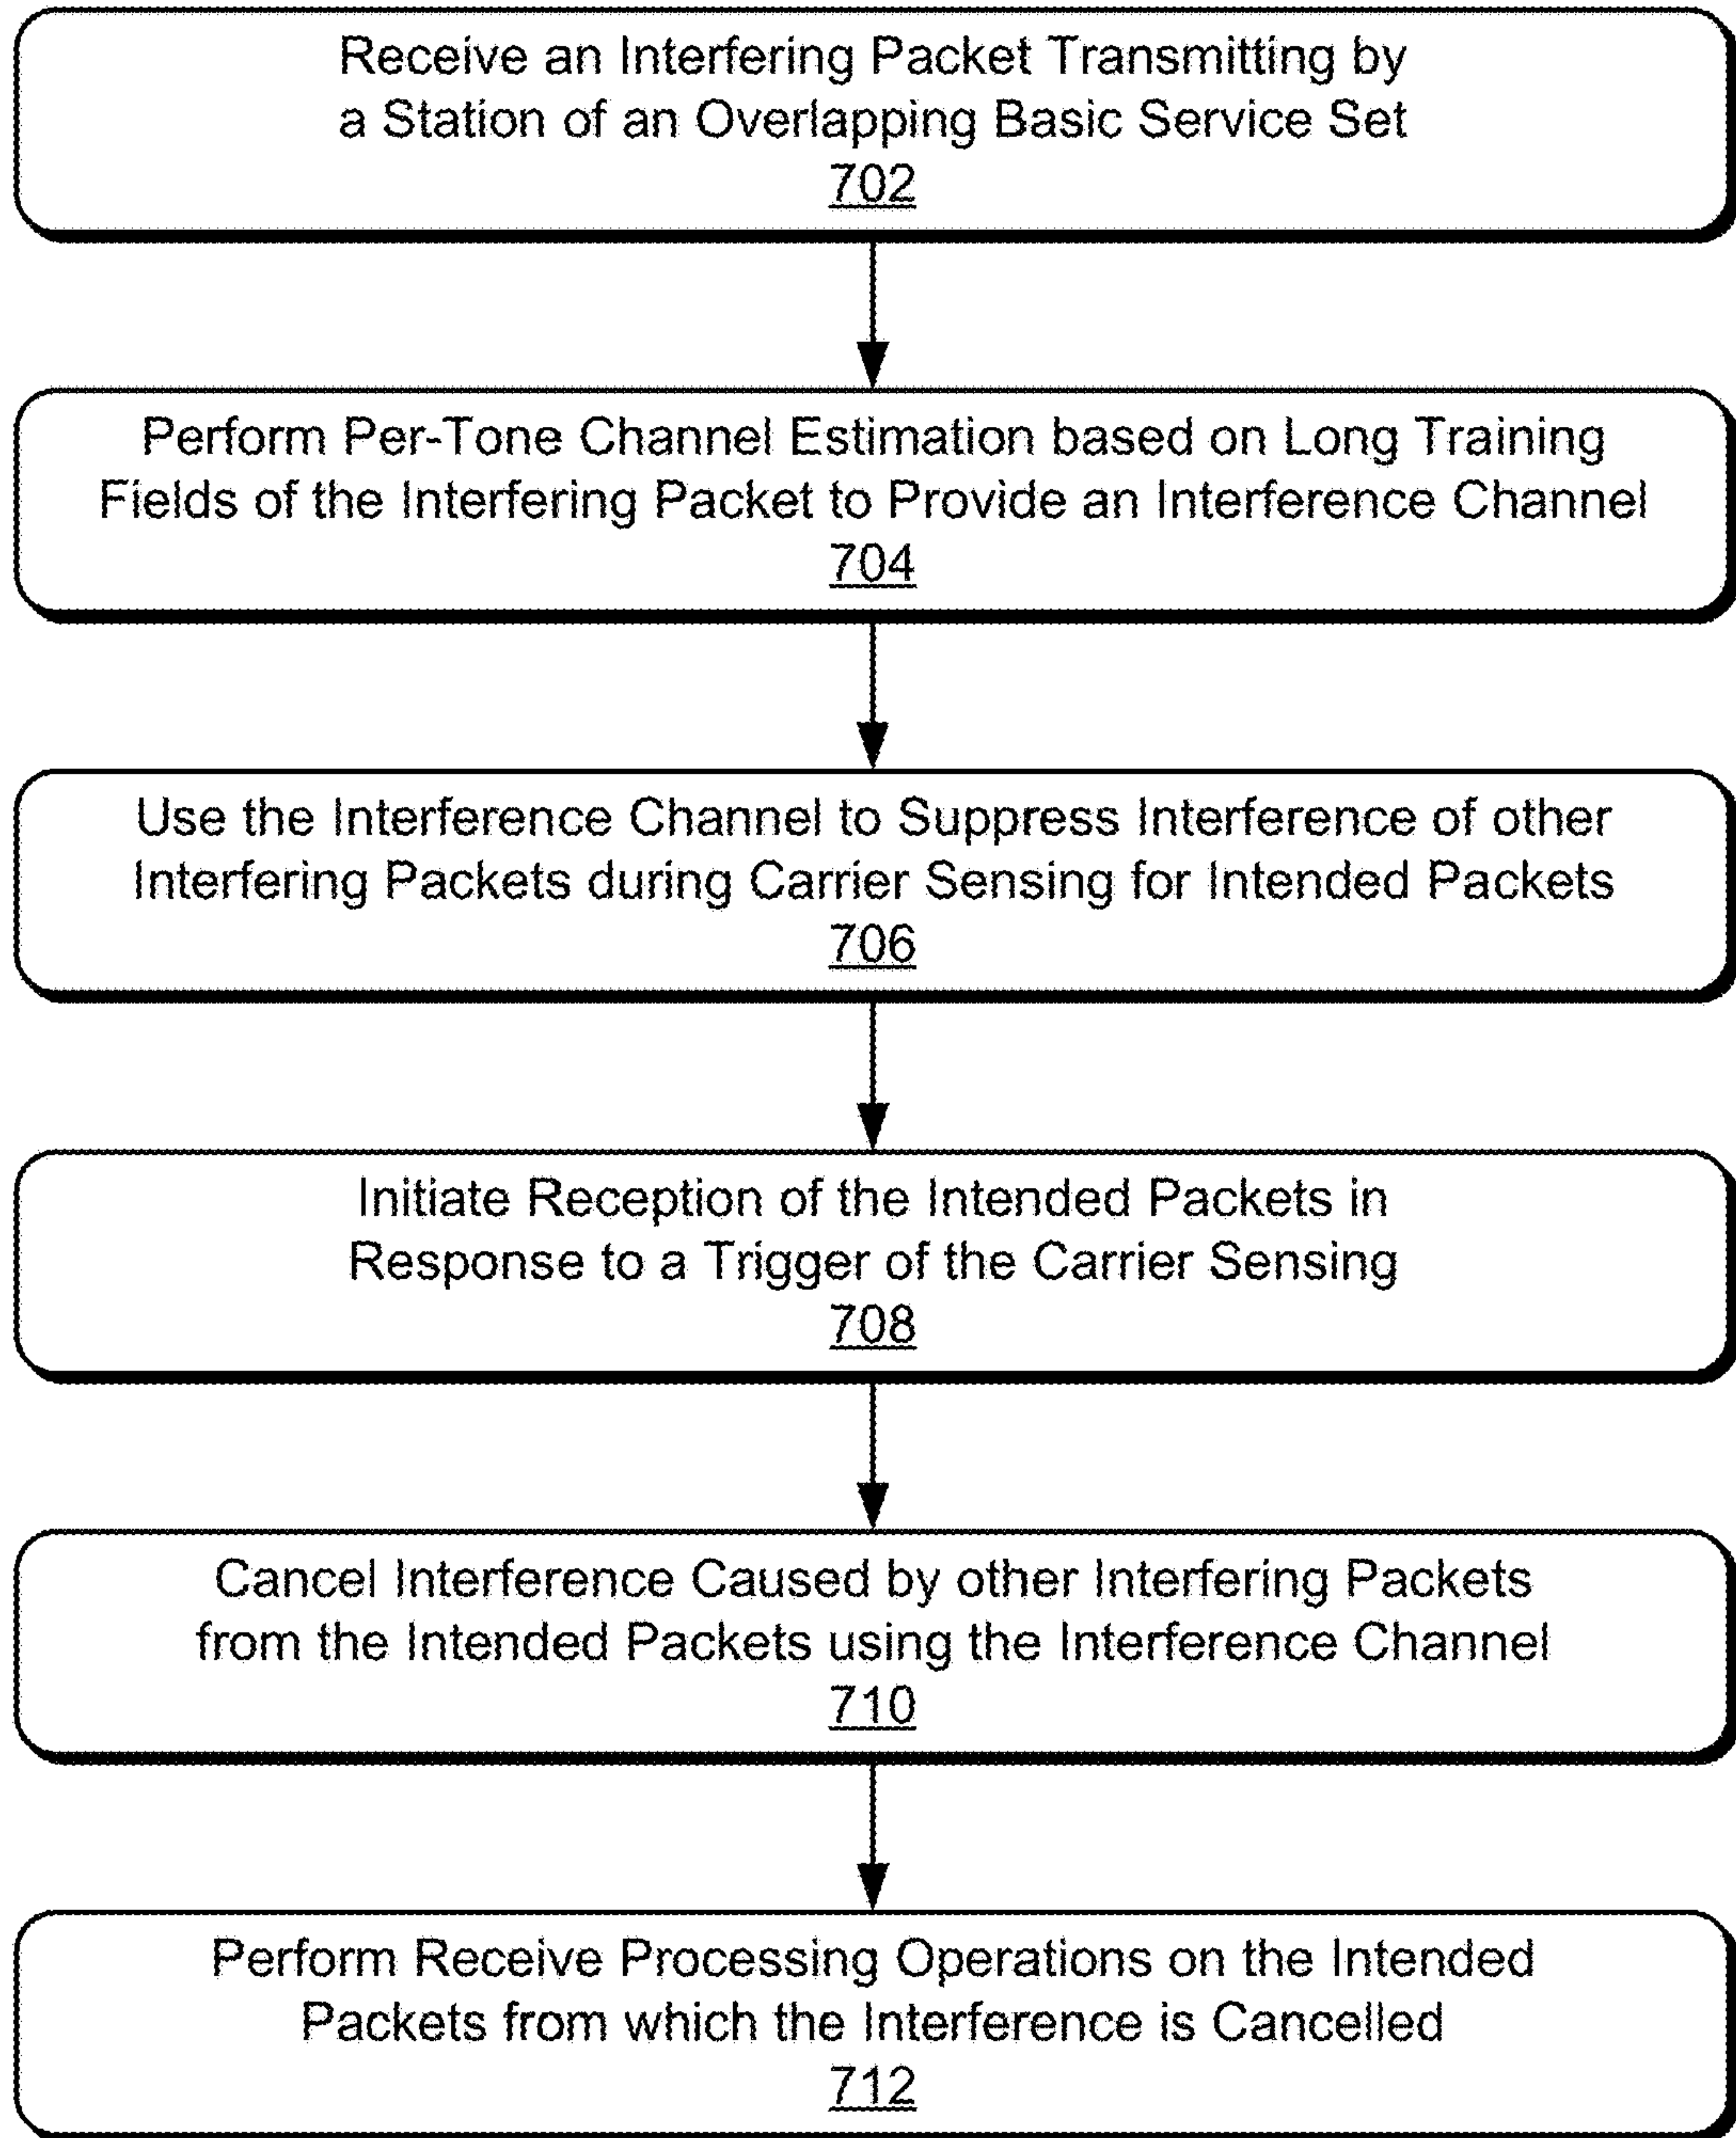 Receive an Interfering Packet Transmitting by
a Station of an Overlapping Basic Service Set
702
Perform Per-Tone Channel Estimation based on Long Training
Fields of the Interfering Packet to Provide an Interference Channel
704
Use the Interference Channel to Suppress Interference of other
Interfering Packets during Carrier Sensing for Intended Packets
706
Initiate Reception of the Intended Packets in
Response to a Trigger of the Carrier Sensing
708
Cancel Interference Caused by other Interfering Packets
from the Intended Packets using the Interference Channel
710
Perform Receive Processing Operations on the Intended
Packets from which the Interference is Cancelled
712